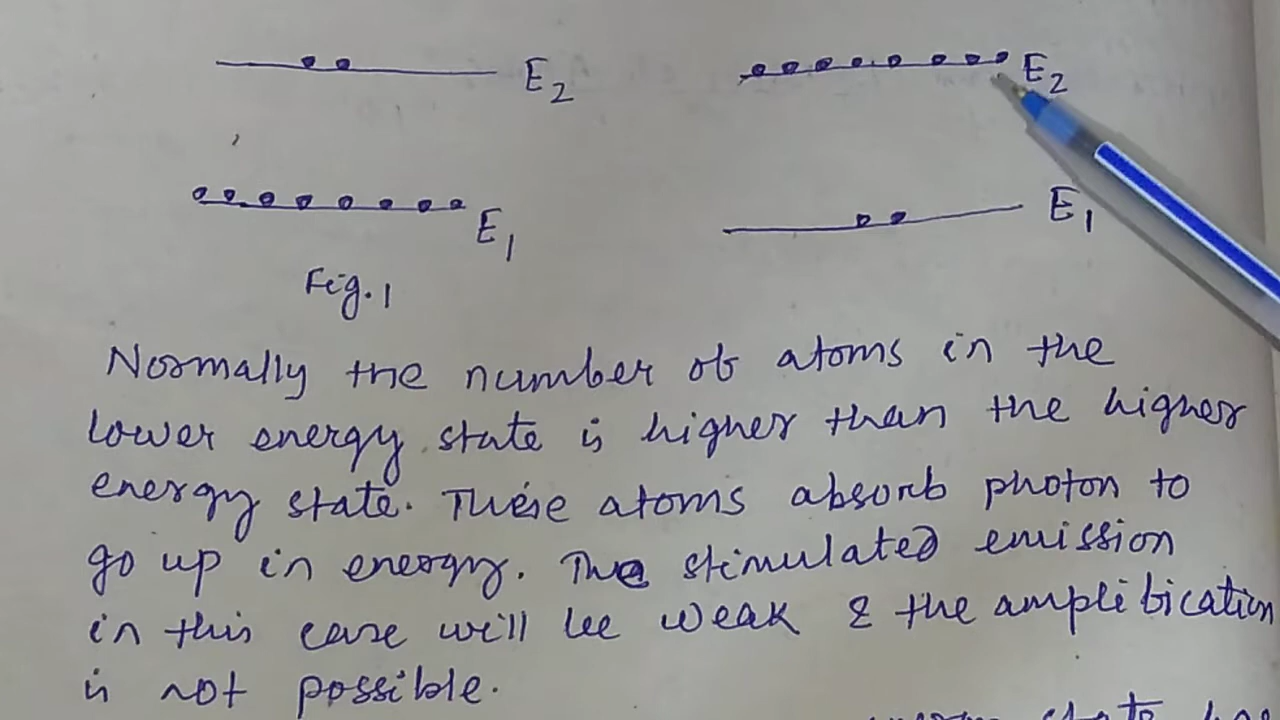 E2 E2
E1 E1
Fig.1
Normally the number of atoms in the
lower energy state is higher than the higher
energy state. These atoms absorb photon to
go up in energy. The stimulated emission
in this case will be weak & the amplification
is not possible.
state